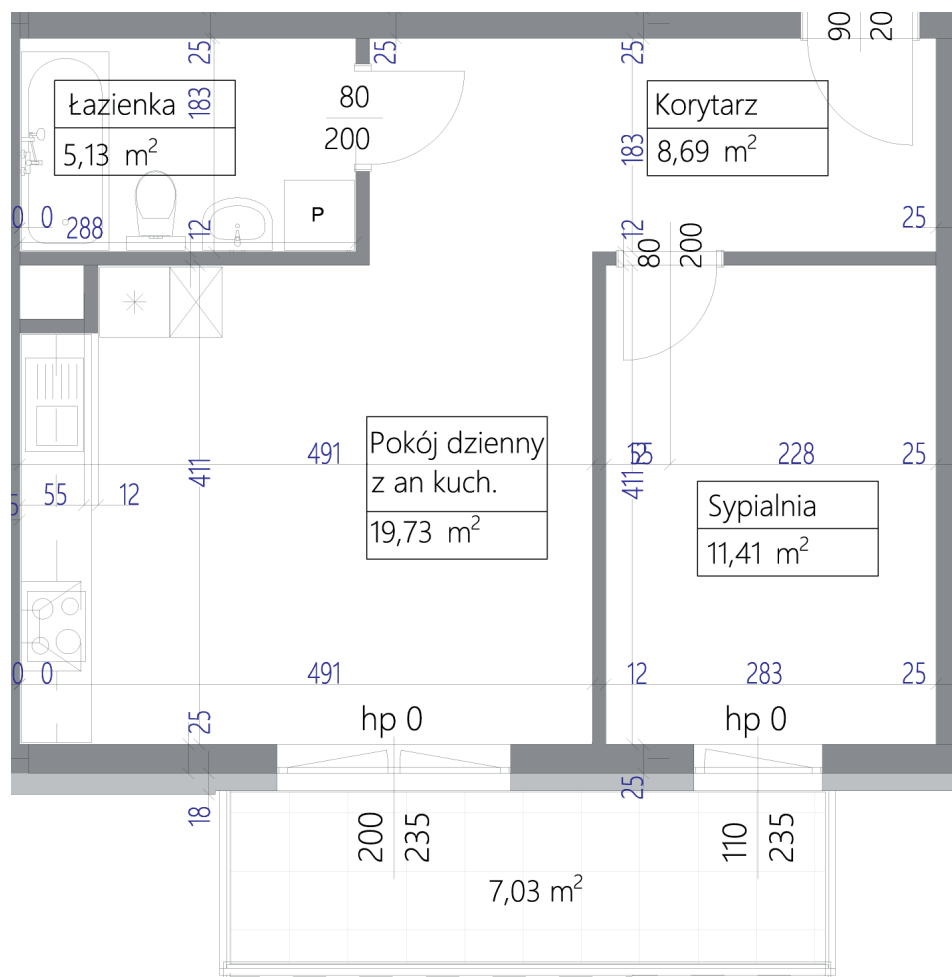 90
20
25
25
25
Łazienka
5,13 m²
183
80
200
Korytarz
8,69 m²
183
0 0
288
12
P
12
80
200
25
491
Pokój dzienny
z an kuch.
19,73 m²
411
55
12
411
228
25
Sypialnia
11,41 m²
0 0
491
12
283
25
25
hp 0
hp 0
18
25
200
235
110
235
7,03 m²